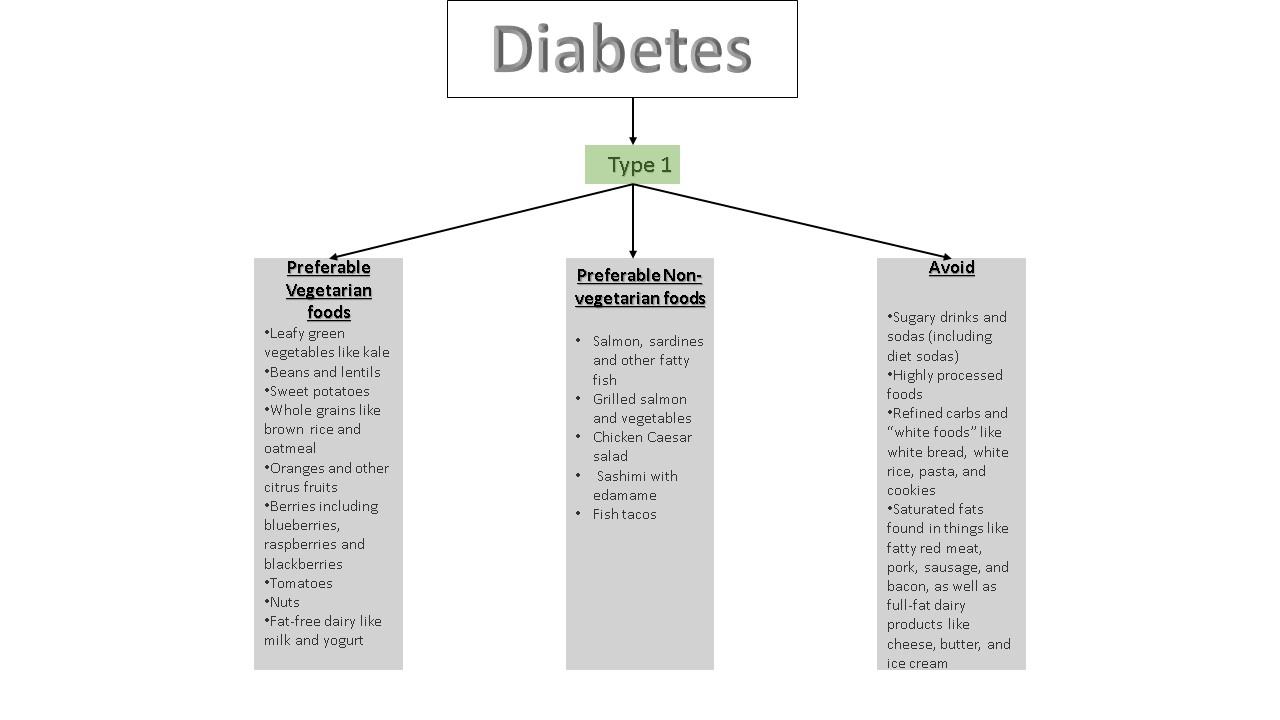 Diabetes
Type 1
Preferable
Vegetarian
foods
•Leafy green
vegetables like kale
•Beans and lentils
•Sweet potatoes
•Whole grains like
brown rice and
oatmeal
•Oranges and other
citrus fruits
•Berries including
blueberries,
raspberries and
blackberries
•Tomatoes
•Nuts
•Fat-free dairy like
milk and yogurt
Preferable Non-
vegetarian foods
• Salmon, sardines
and other fatty
fish
• Grilled salmon
and vegetables
• Chicken Caesar
salad
• Sashimi with
edamame
• Fish tacos
Avoid
•Sugary drinks and
sodas (including
diet sodas)
•Highly processed
foods
•Refined carbs and
“white foods” like
white bread, white
rice, pasta, and
cookies
•Saturated fats
found in things like
fatty red meat,
pork, sausage, and
bacon, as well as
full-fat dairy
products like
cheese, butter, and
ice cream